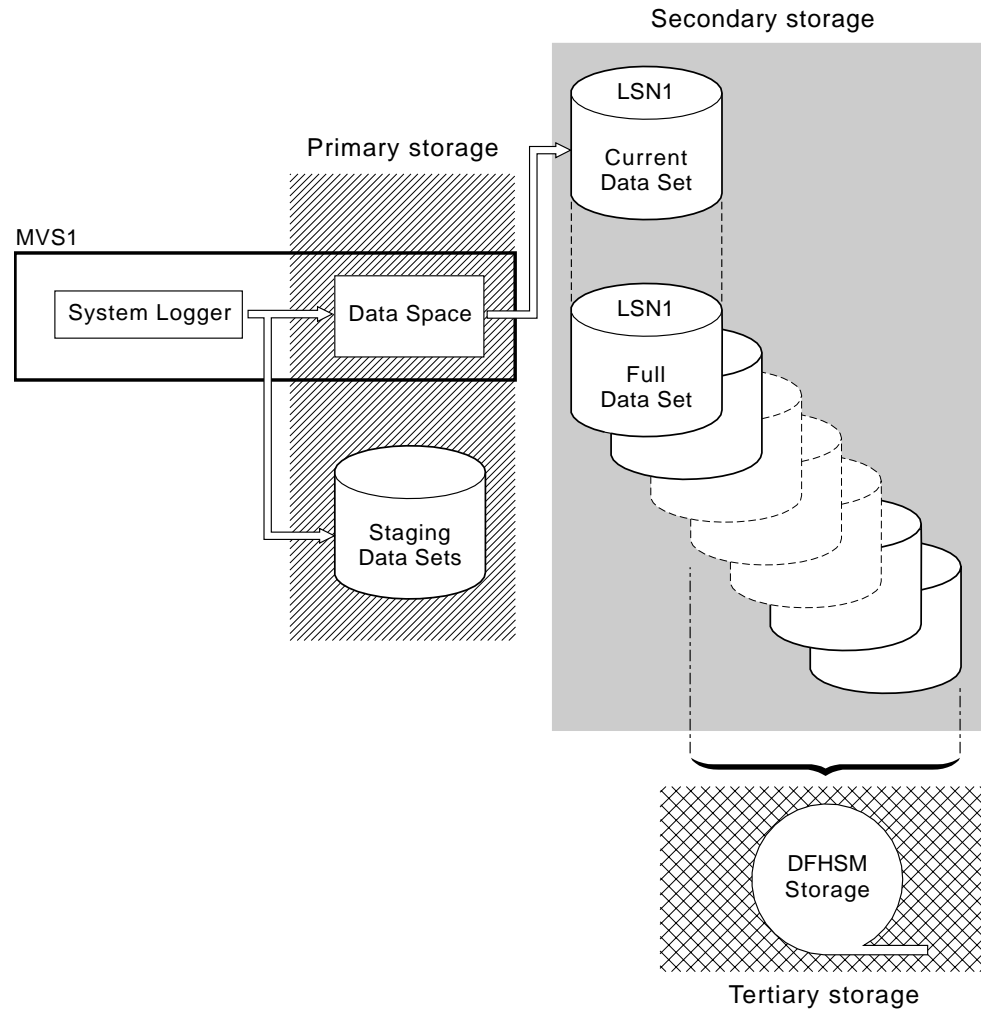 Secondary storage
LSN1
Current
Data Set
Primary storage
MVS1
System Logger
Data Space
LSN1
Full
Data Set
Staging
Data Sets
DFHSM
Storage
Tertiary storage